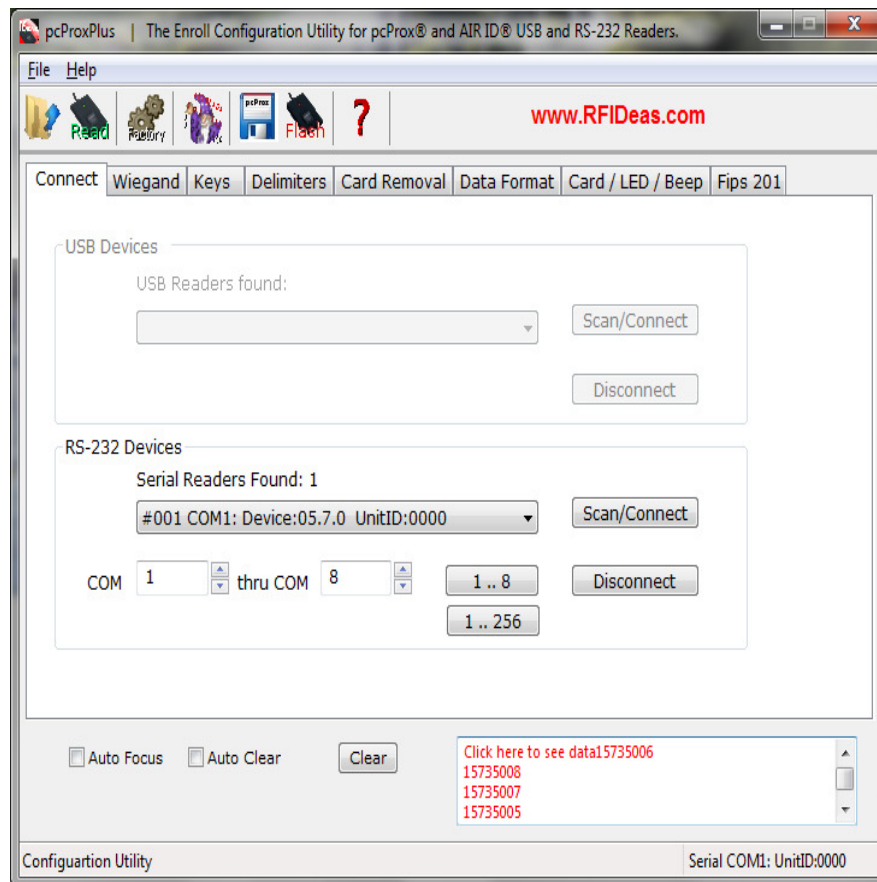 pcProxPlus | The Enroll Configuration Utility for pcProx® and AIR ID® USB and RS-232 Readers.
File Help
Read Factory pcProx Flash ? www.RFIDeas.com
Connect Wiegand Keys Delimiters Card Removal Data Format Card / LED / Beep Fips 201
USB Devices
USB Readers found:
Scan/Connect
Disconnect
RS-232 Devices
Serial Readers Found: 1
#001 COM1: Device:05.7.0 UnitID:0000 Scan/Connect
COM 1 thru COM 8 1 .. 8 Disconnect
1 .. 256
Auto Focus Auto Clear Clear
Click here to see data15735006
15735008
15735007
15735005
Configuartion Utility Serial COM1: UnitID:0000